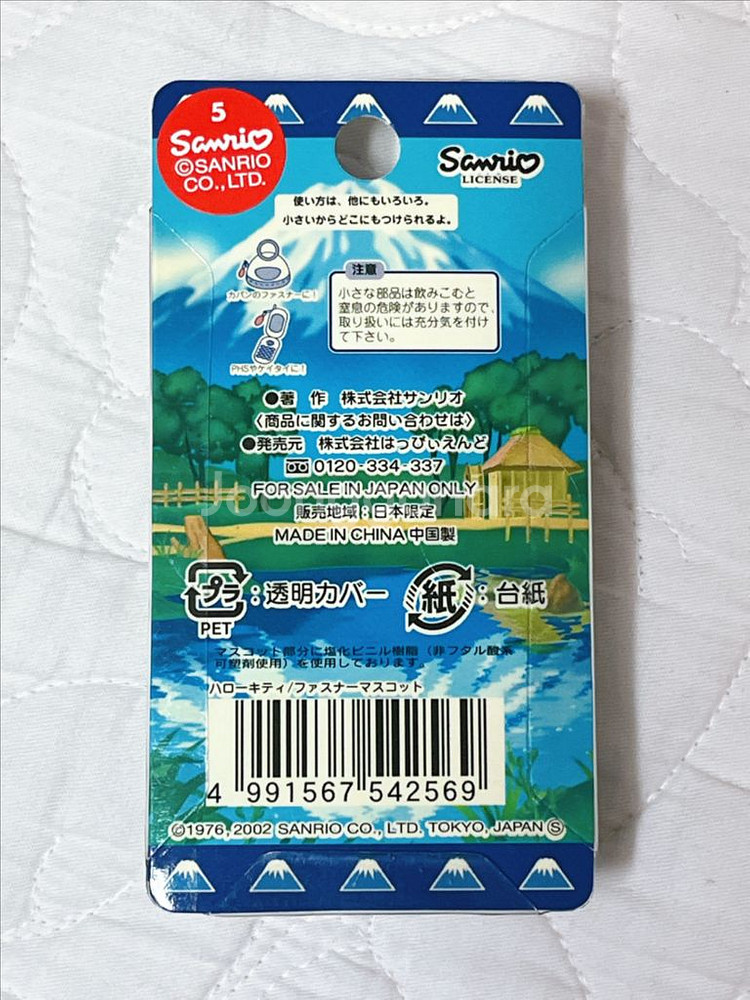 5
Sanrio
©SANRIO
CO.,LTD.
Sanrio
LICENSE
使い方は、他にもいろいろ。
小さいからどこにもつけられるよ。
カバンのファスナーに!
PHSやケイタイに!
注意
小さな部品は飲みこむと
窒息の危険がありますので、
取り扱いには充分気を付け
て下さい。
●著 作 株式会社サンリオ
〈商品に関するお問い合わせは〉
●発売元 株式会社はっぴぃえんど
0120-334-337
FOR SALE IN JAPAN ONLY
販売地域:日本限定
MADE IN CHINA 中国製
プラ:透明カバー
PET
紙:台紙
マスコット部分に塩化ビニル樹脂(非フタル酸系
可塑剤使用)を使用しております。
ハローキティ/ファスナーマスコット
4 991567 542569
©1976, 2002 SANRIO CO., LTD. TOKYO, JAPAN Ⓢ